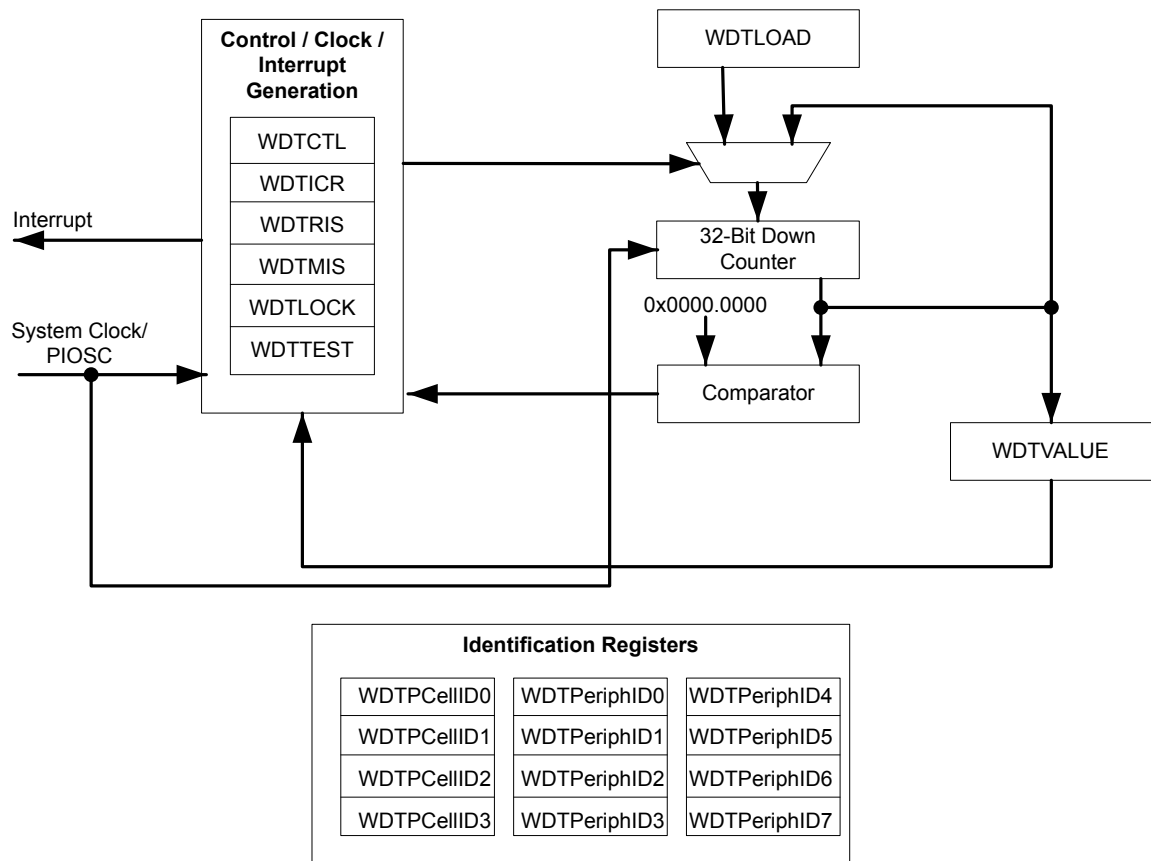 Control / Clock /
Interrupt
Generation
WDTCTL
WDTICR
WDTRIS
WDTMIS
WDTLOCK
WDTTEST
Interrupt
System Clock/
PIOSC
WDTLOAD
32-Bit Down
Counter
0x0000.0000
Comparator
WDTVALUE
Identification Registers
WDTPCellID0
WDTPeriphID0
WDTPeriphID4
WDTPCellID1
WDTPeriphID1
WDTPeriphID5
WDTPCellID2
WDTPeriphID2
WDTPeriphID6
WDTPCellID3
WDTPeriphID3
WDTPeriphID7